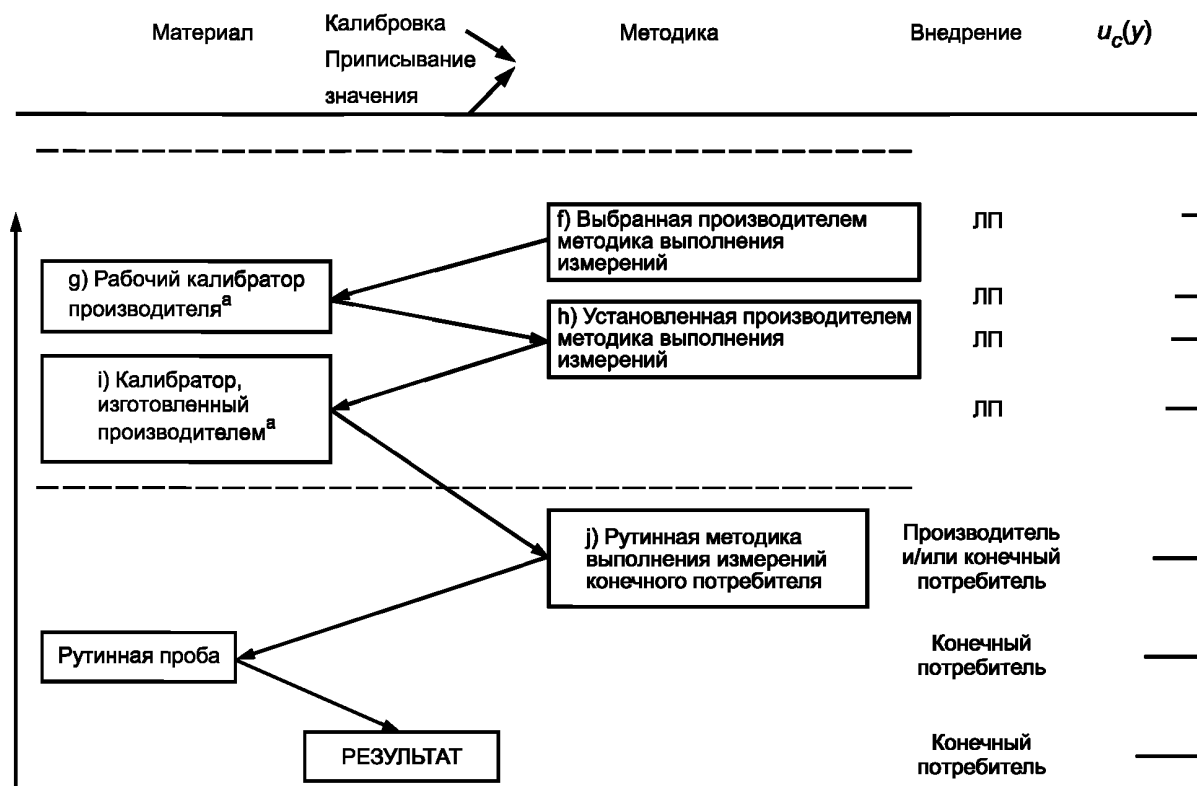 Материал
Калибровка
Приписывание
значения
Методика
Внедрение
u_c(y)
f) Выбранная производителем
методика выполнения
измерений
ЛП
g) Рабочий калибратор
производителя^a
ЛП
h) Установленная производителем
методика выполнения
измерений
ЛП
i) Калибратор,
изготовленный
производителем^a
ЛП
j) Рутинная методика
выполнения измерений
конечного потребителя
Производитель
и/или конечный
потребитель
Рутинная проба
Конечный
потребитель
РЕЗУЛЬТАТ
Конечный
потребитель